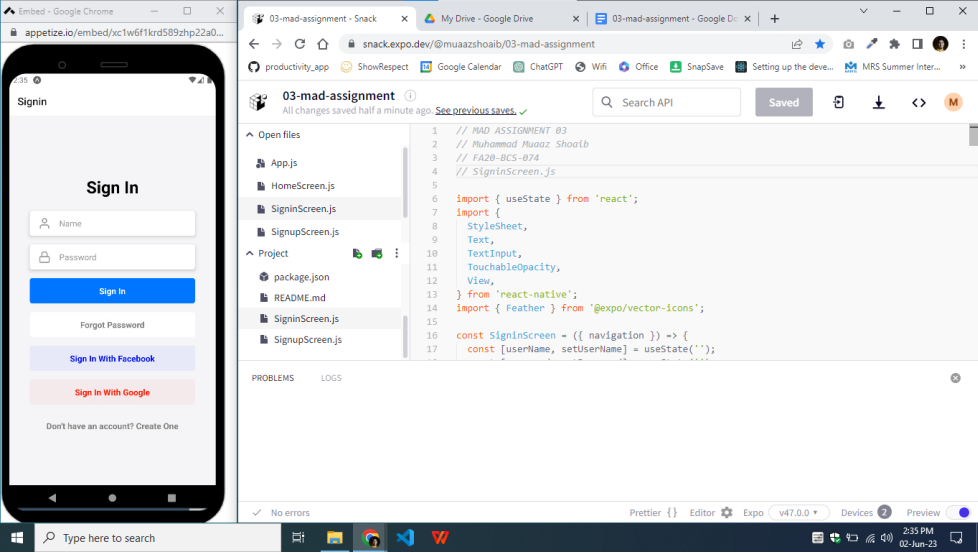 Embed - Google Chrome
appetize.io/embed/xc1w6f1krd589zhp22a0...
2:35
Signin
Sign In
Name
Password
Sign In
Forgot Password
Sign In With Facebook
Sign In With Google
Don't have an account? Create One
03-mad-assignment - Snack
My Drive - Google Drive
03-mad-assignment - Google Do
snack.expo.dev/@muaazshoaib/03-mad-assignment
productivity_app
ShowRespect
Google Calendar
ChatGPT
Wifi
Office
SnapSave
Setting up the deve...
MRS Summer Inter...
»
03-mad-assignment
All changes saved half a minute ago. See previous saves.
Search API
Saved
M
Open files
App.js
HomeScreen.js
SigninScreen.js
SignupScreen.js
Project
package.json
README.md
SigninScreen.js
SignupScreen.js
1 // MAD ASSIGNMENT 03
2 // Muhammad Muaaz Shoaib
3 // FA20-BCS-074
4 // SigninScreen.js
5
6 import { useState } from 'react';
7 import {
8 StyleSheet,
9 Text,
10 TextInput,
11 TouchableOpacity,
12 View,
13 } from 'react-native';
14 import { Feather } from '@expo/vector-icons';
15
16 const SigninScreen = ({ navigation }) => {
17 const [userName, setUserName] = useState('');
PROBLEMS
LOGS
No errors
Prettier {}
Editor
Expo
v47.0.0
Devices 2
Preview
Type here to search
2:35 PM
02-Jun-23